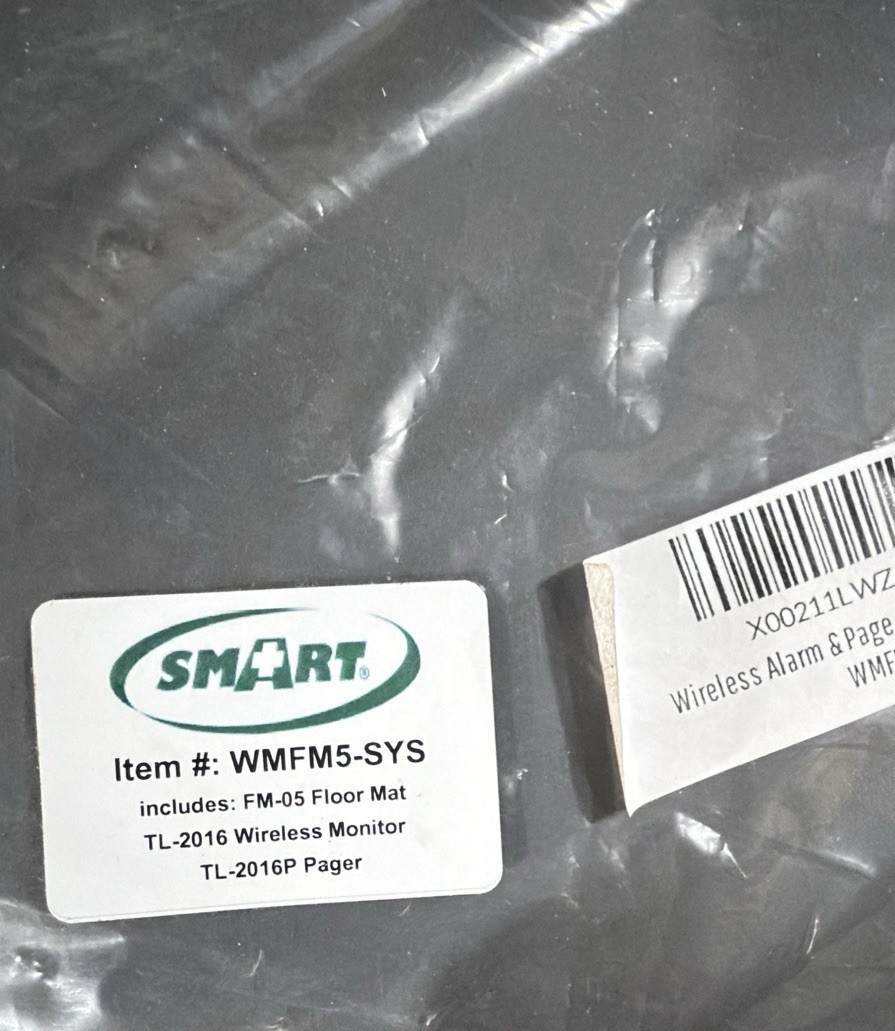 SMART®
Item #: WMFM5-SYS
includes: FM-05 Floor Mat
TL-2016 Wireless Monitor
TL-2016P Pager
X00211LWZ
Wireless Alarm & Page
WMF